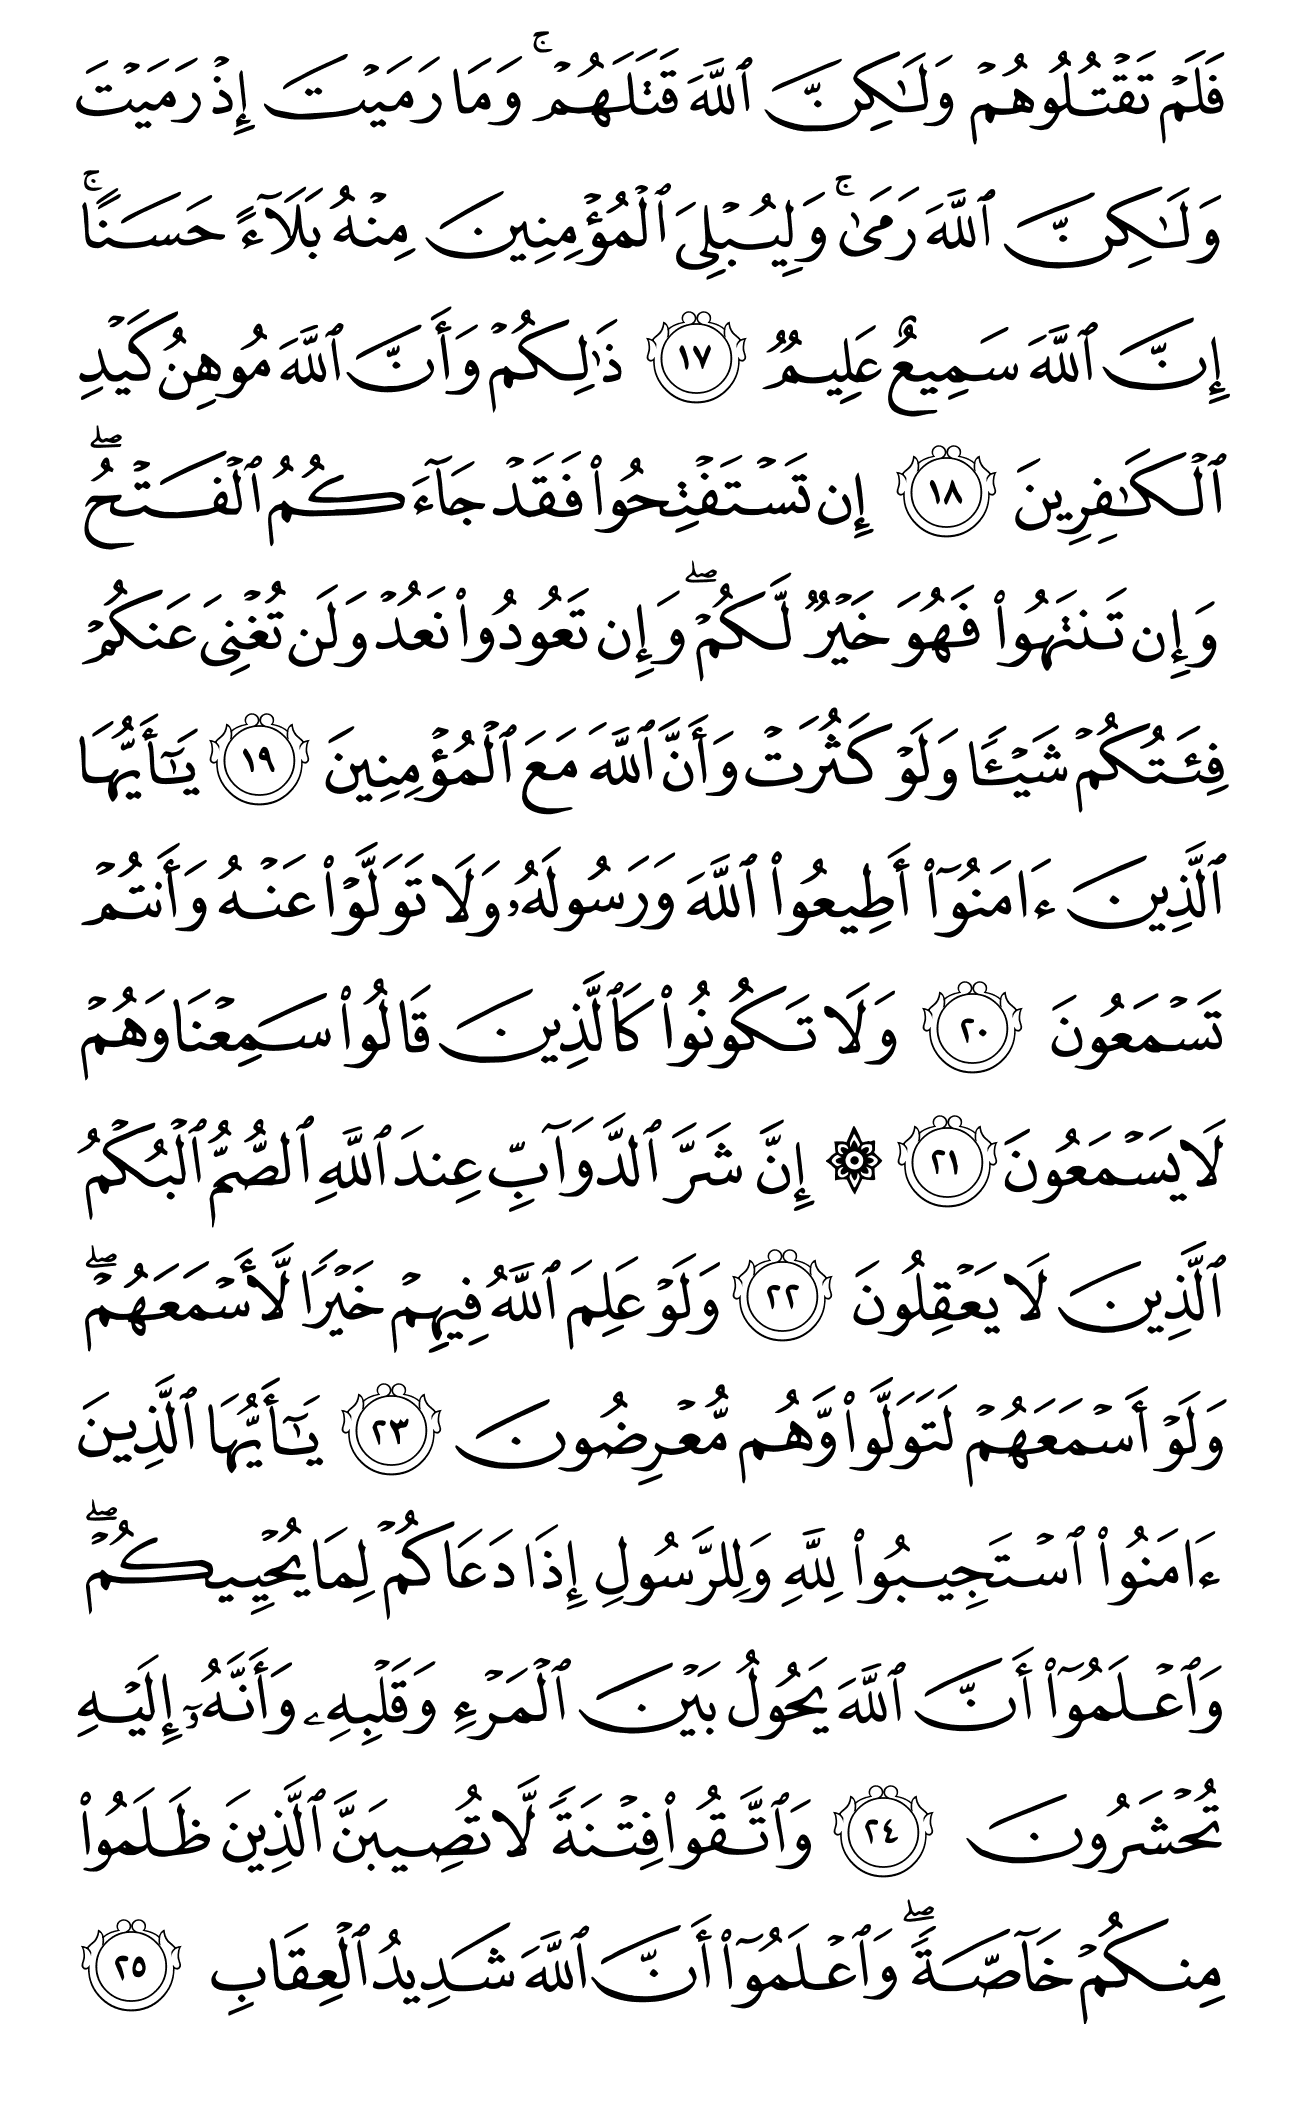 فَلَمۡ تَقۡتُلُوهُمۡ وَلَٰكِنَّ ٱللَّهَ قَتَلَهُمۡۚ وَمَا رَمَيۡتَ إِذۡ رَمَيۡتَ
وَلَٰكِنَّ ٱللَّهَ رَمَىٰۚ وَلِيُبۡلِيَ ٱلۡمُؤۡمِنِينَ مِنۡهُ بَلَآءً حَسَنًاۚ
إِنَّ ٱللَّهَ سَمِيعٌ عَلِيمٞ ١٧ ذَٰلِكُمۡ وَأَنَّ ٱللَّهَ مُوهِنُ كَيۡدِ
ٱلۡكَٰفِرِينَ ١٨ إِن تَسۡتَفۡتِحُواْ فَقَدۡ جَآءَكُمُ ٱلۡفَتۡحُۖ
وَإِن تَنتَهُواْ فَهُوَ خَيۡرٞ لَّكُمۡۖ وَإِن تَعُودُواْ نَعُدۡ وَلَن تُغۡنِيَ عَنكُمۡ
فِئَتُكُمۡ شَيۡـٔٗا وَلَوۡ كَثُرَتۡ وَأَنَّ ٱللَّهَ مَعَ ٱلۡمُؤۡمِنِينَ ١٩ يَٰٓأَيُّهَا
ٱلَّذِينَ ءَامَنُوٓاْ أَطِيعُواْ ٱللَّهَ وَرَسُولَهُۥ وَلَا تَوَلَّوۡاْ عَنۡهُ وَأَنتُمۡ
تَسۡمَعُونَ ٢٠ وَلَا تَكُونُواْ كَٱلَّذِينَ قَالُواْ سَمِعۡنَا وَهُمۡ
لَا يَسۡمَعُونَ ٢١ ۞ إِنَّ شَرَّ ٱلدَّوَآبِّ عِندَ ٱللَّهِ ٱلصُّمُّ ٱلۡبُكۡمُ
ٱلَّذِينَ لَا يَعۡقِلُونَ ٢٢ وَلَوۡ عَلِمَ ٱللَّهُ فِيهِمۡ خَيۡرٗا لَّأَسۡمَعَهُمۡۖ
وَلَوۡ أَسۡمَعَهُمۡ لَتَوَلَّواْ وَّهُم مُّعۡرِضُونَ ٢٣ يَٰٓأَيُّهَا ٱلَّذِينَ
ءَامَنُواْ ٱسۡتَجِيبُواْ لِلَّهِ وَلِلرَّسُولِ إِذَا دَعَاكُمۡ لِمَا يُحۡيِيكُمۡۖ
وَٱعۡلَمُوٓاْ أَنَّ ٱللَّهَ يَحُولُ بَيۡنَ ٱلۡمَرۡءِ وَقَلۡبِهِۦ وَأَنَّهُۥٓ إِلَيۡهِ
تُحۡشَرُونَ ٢٤ وَٱتَّقُواْ فِتۡنَةٗ لَّا تُصِيبَنَّ ٱلَّذِينَ ظَلَمُواْ
مِنكُمۡ خَآصَّةٗۖ وَٱعۡلَمُوٓاْ أَنَّ ٱللَّهَ شَدِيدُ ٱلۡعِقَابِ ٢٥